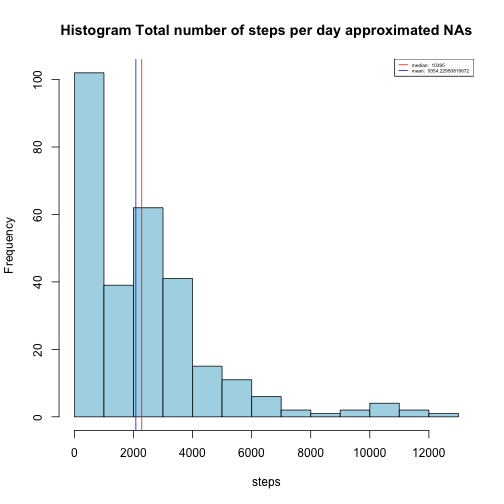 Histogram Total number of steps per day approximated NAs
median: 10395
mean: 9354.22950819672
Frequency
0
20
40
60
80
100
0
2000
4000
6000
8000
10000
12000
steps